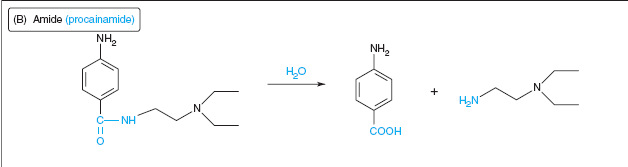 (B) Amide (procainamide)
NH2
C—NH
O
N
H2O
NH2
COOH
+
H2N
N